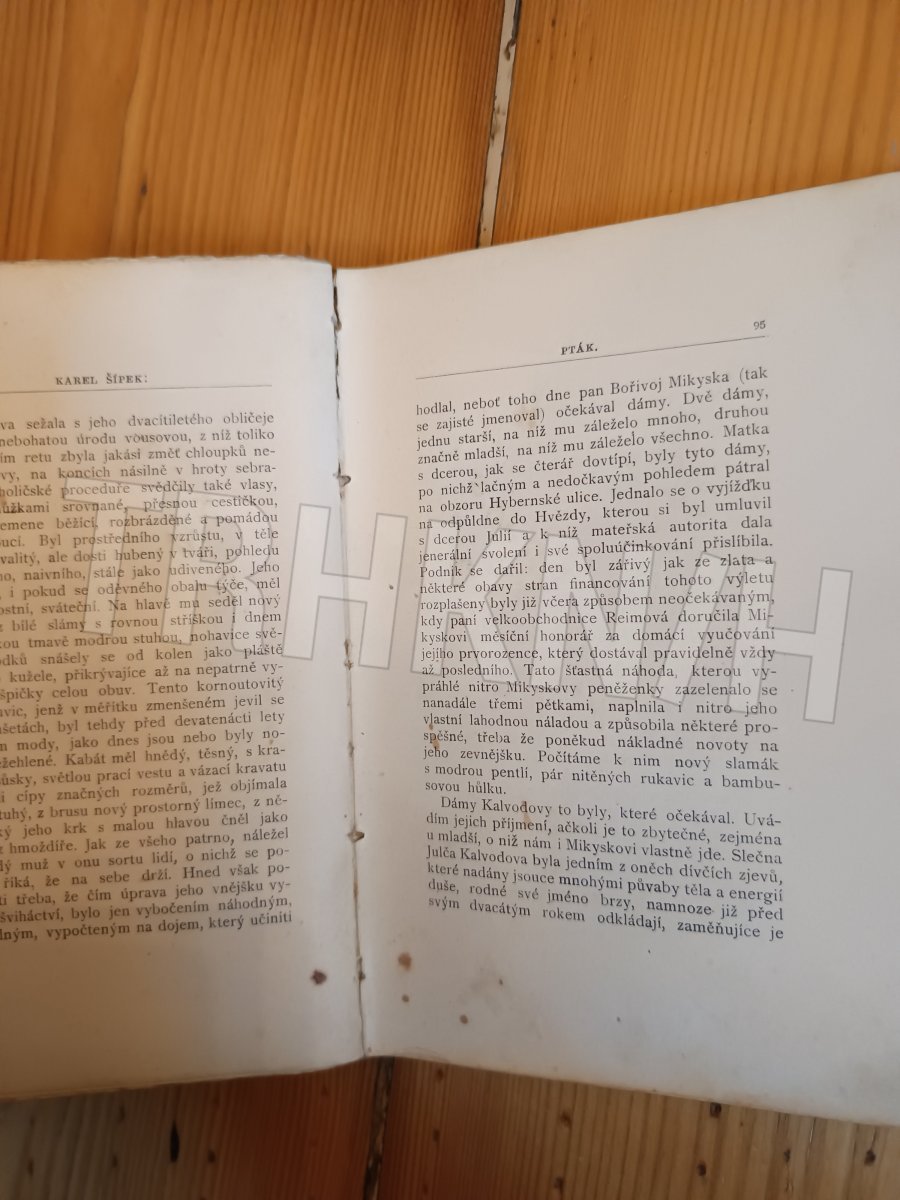 KAREL ŠÍPEK:
va sežala s jeho dvacítiletého obličeje
nebohatou úrodu vousovou, z níž toliko
ím retu zbyla jakási změť chloupků ne-
vy, na koncích násilně v hroty sebra-
holičské proceduře svědčily také vlasy,
ůžkami srovnané, přesnou cestičkou,
emene běžící, rozbrázděné a pomádou
oucí. Byl prostředního vzrůstu, v těle
valitý, ale dosti hubený v tváři, pohledu
ho, naivního, stále jako udiveného. Jeho
, i pokud se oděvného obalu týče, měl
ostní, sváteční. Na hlavě mu seděl nový
z bílé slámy s rovnou stříškou i dnem
kou tmavě modrou stuhou, nohavice svě-
odků snášely se od kolen jako pláště
kužele, přikrývajíce až na nepatrné vy-
špičky celou obuv. Tento kornoutovitý
avic, jenž v měřítku zmenšeném jevil se
ušetách, byl tehdy před devatenácti lety
m mody, jako dnes jsou nebo byly no-
ežehlené. Kabát měl hnědý, těsný, s kra-
ůsky, světlou prací vestu a vázací kravatu
i cípy značných rozměrů, jež objímala
tuhý, z brusu nový prostorný límec, z ně-
ký jeho krk s malou hlavou čněl jako
z hmoždíře. Jak ze všeho patrno, náležel
dý muž v onu sortu lidí, o nichž se po-
říká, že na sebe drží. Hned však po-
ti třeba, že čím úprava jeho vnějšku vy-
šviháctví, bylo jen vybočením náhodným,
dným, vypočteným na dojem, který učiniti
PTÁK.
95
hodlal, neboť toho dne pan Bořivoj Mikyska (tak
se zajisté jmenoval) očekával dámy. Dvě dámy,
jednu starší, na níž mu záleželo mnoho, druhou
značně mladší, na níž mu záleželo všechno. Matka
s dcerou, jak se čterář dovtípí, byly tyto dámy,
po nichž lačným a nedočkavým pohledem pátral
na obzoru Hybernské ulice. Jednalo se o vyjížďku
na odpůldne do Hvězdy, kterou si byl umluvil
s dcerou Julií a k níž mateřská autorita dala
jenerální svolení i své spoluúčinkování přislíbila.
Podnik se dařil: den byl zářivý jak ze zlata a
některé obavy stran financování tohoto výletu
rozplašeny byly již včera způsobem neočekávaným,
kdy paní velkoobchodnice Reimová doručila Mi-
kyskovi měsíční honorář za domácí vyučování
jejího prvorozence, který dostával pravidelně vždy
až posledního. Tato šťastná náhoda, kterou vy-
práhlé nitro Mikyskovy peněženky zazelenalo se
nanadále třemi pětkami, naplnila i nitro jeho
vlastní lahodnou náladou a způsobila některé pro-
spěšné, třeba že poněkud nákladné novoty na
jeho zevnějšku. Počítáme k nim nový slamák
s modrou pentlí, pár nitěných rukavic a bambu-
sovou hůlku.
Dámy Kalvodovy to byly, které očekával. Uvá-
dím jejich příjmení, ačkoli je to zbytečné, zejména
u mladší, o niž nám i Mikyskovi vlastně jde. Slečna
Julča Kalvodova byla jedním z oněch dívčích zjevů,
které nadány jsouce mnohými půvaby těla a energií
duše, rodné své jméno brzy, namnoze již před
svým dvacátým rokem odkládají, zaměňujíce je